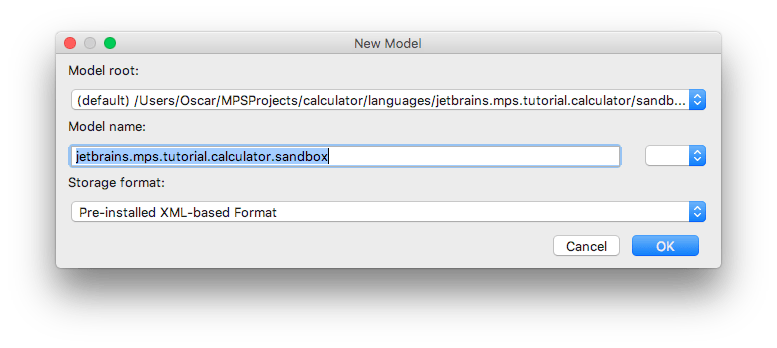 New Model
Model root:
(default) /Users/Oscar/MPSProjects/calculator/languages/jetbrains.mps.tutorial.calculator/sandb...
Model name:
jetbrains.mps.tutorial.calculator.sandbox
Storage format:
Pre-installed XML-based Format
Cancel OK